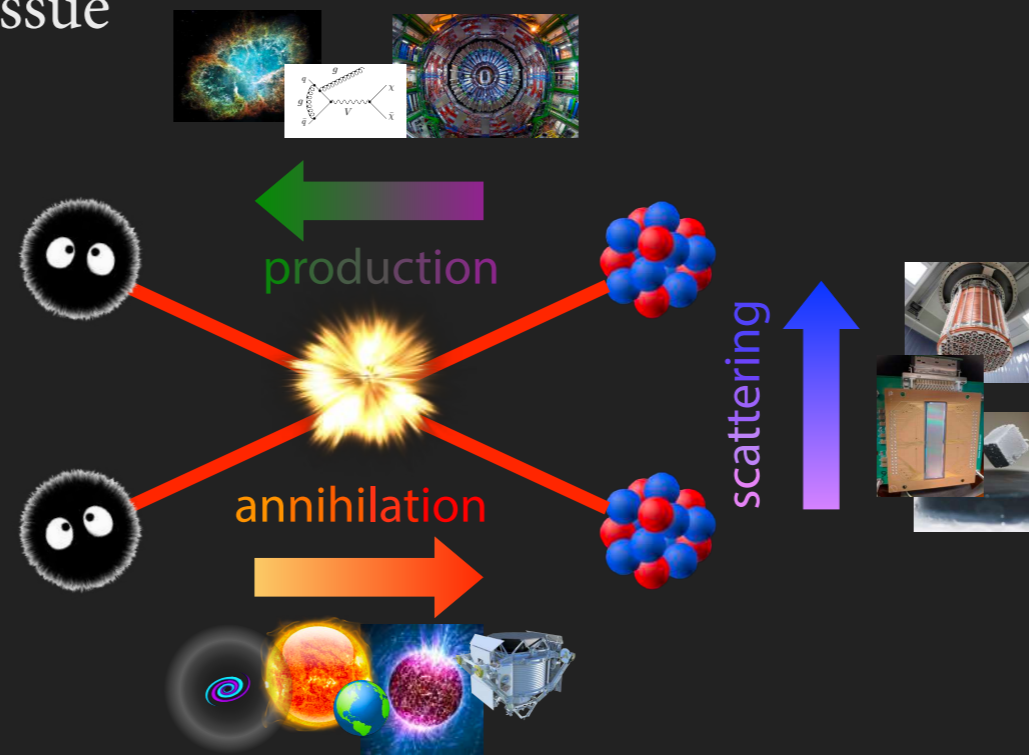 ssue
g
q
χ
g
V
q̄
χ̄
production
scattering
annihilation